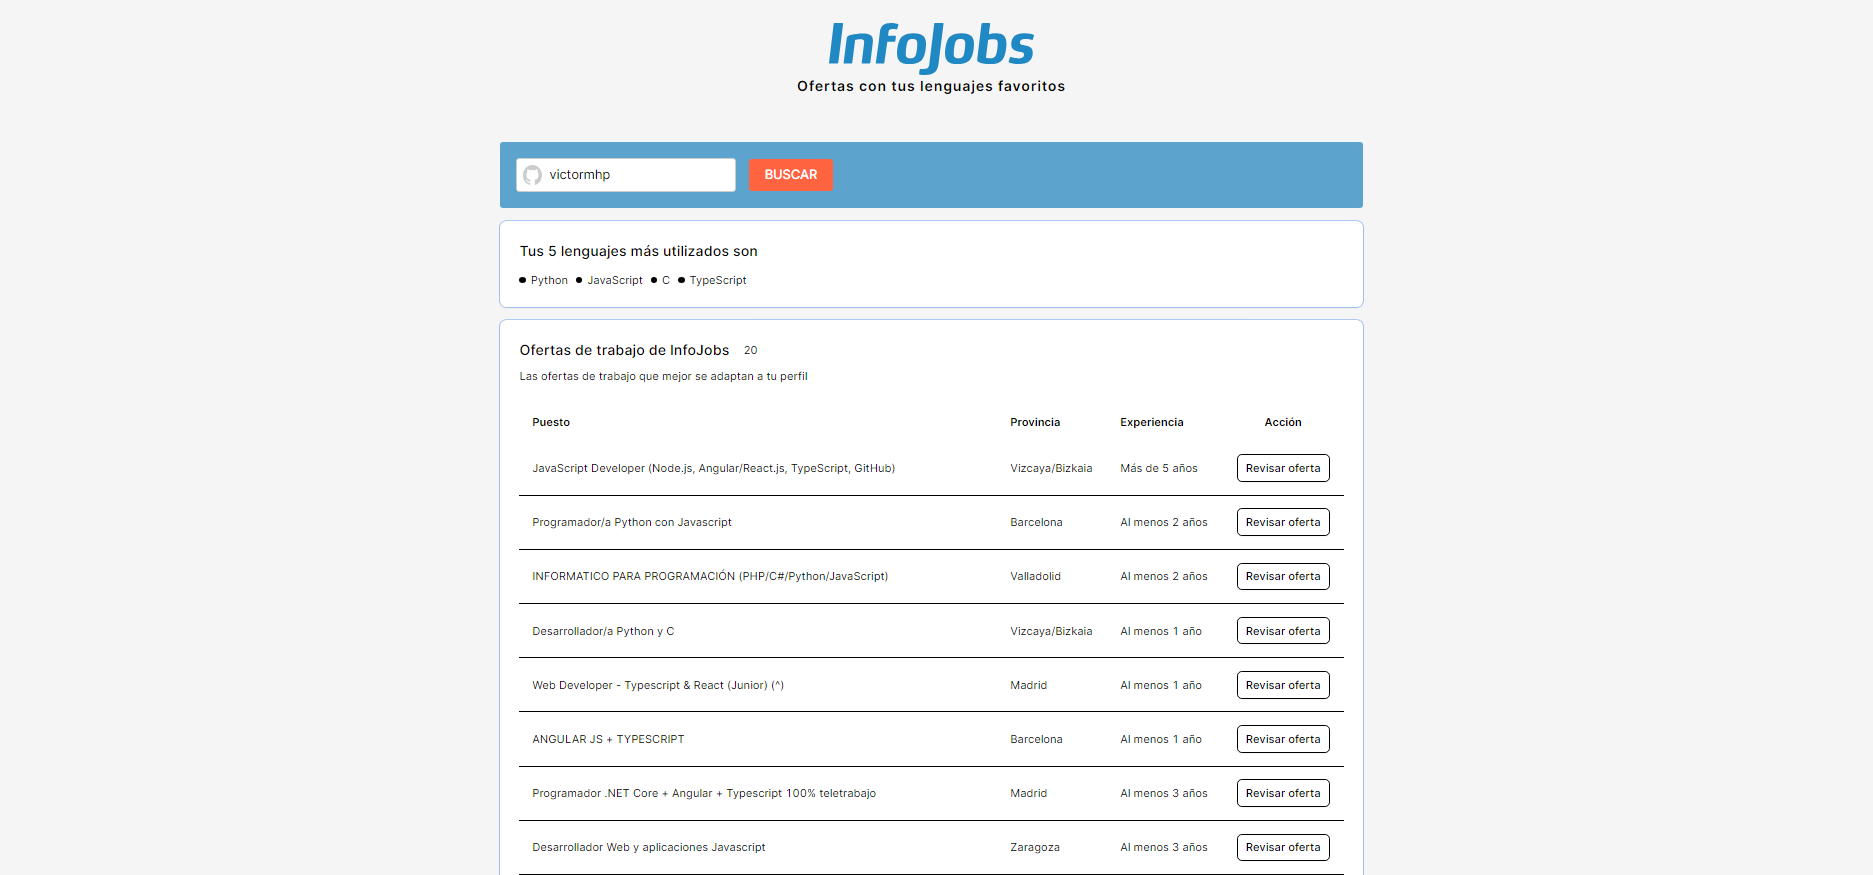 InfoJobs
Ofertas con tus lenguajes favoritos
victormhp BUSCAR
Tus 5 lenguajes más utilizados son
Python JavaScript C TypeScript
Ofertas de trabajo de InfoJobs 20
Las ofertas de trabajo que mejor se adaptan a tu perfil
Puesto Provincia Experiencia Acción
JavaScript Developer (Node.js, Angular/React.js, TypeScript, GitHub) Vizcaya/Bizkaia Más de 5 años Revisar oferta
Programador/a Python con Javascript Barcelona Al menos 2 años Revisar oferta
INFORMATICO PARA PROGRAMACIÓN (PHP/C#/Python/JavaScript) Valladolid Al menos 2 años Revisar oferta
Desarrollador/a Python y C Vizcaya/Bizkaia Al menos 1 año Revisar oferta
Web Developer - Typescript & React (Junior) (^) Madrid Al menos 1 año Revisar oferta
ANGULAR JS + TYPESCRIPT Barcelona Al menos 1 año Revisar oferta
Programador .NET Core + Angular + Typescript 100% teletrabajo Madrid Al menos 3 años Revisar oferta
Desarrollador Web y aplicaciones Javascript Zaragoza Al menos 3 años Revisar oferta